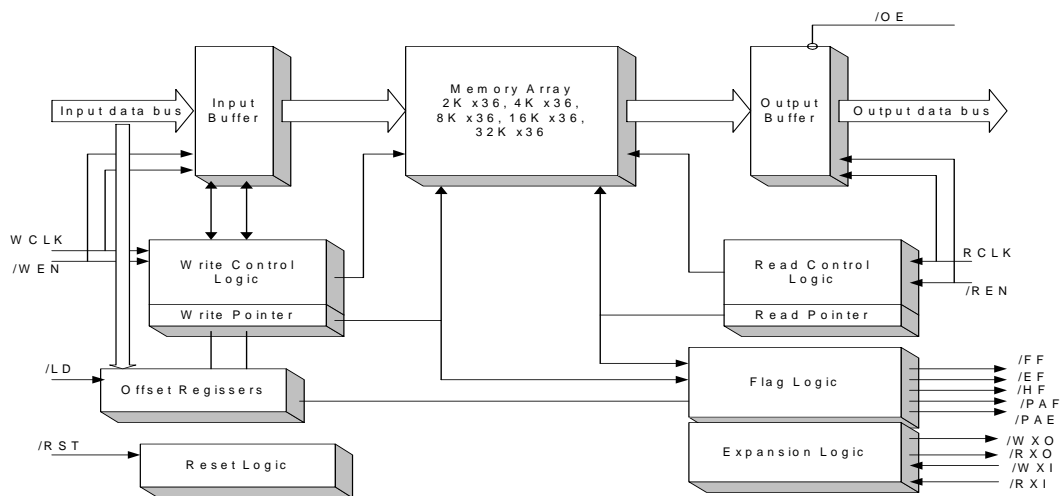 /OE
Input data bus
Input
Buffer
Memory Array
2K x36, 4K x36,
8K x36, 16K x36,
32K x36
Output
Buffer
Output data bus
WCLK
/WEN
Write Control
Logic
Write Pointer
Read Control
Logic
Read Pointer
RCLK
/REN
/LD
Offset Regissers
Flag Logic
/FF
/EF
/HF
/PAF
/PAE
/RST
Reset Logic
Expansion Logic
/WXO
/RXO
/WXI
/RXI